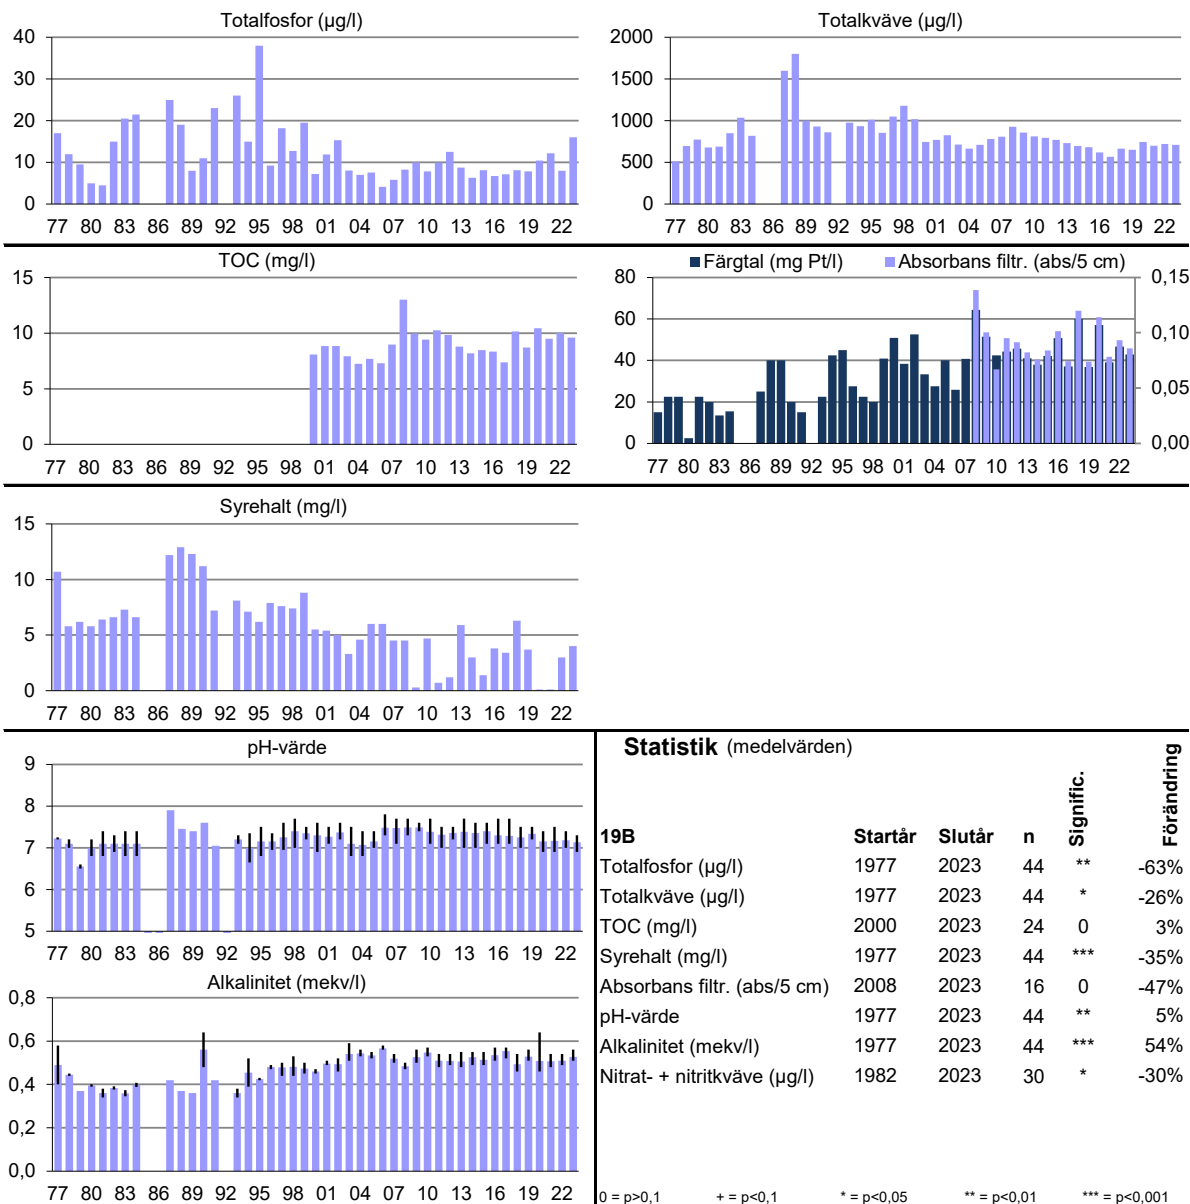 Totalfosfor (µg/l)
40
30
20
10
0
77 80 83 86 89 92 95 98 01 04 07 10 13 16 19 22
Totalkväve (µg/l)
2000
1500
1000
500
0
77 80 83 86 89 92 95 98 01 04 07 10 13 16 19 22
TOC (mg/l)
15
10
5
0
77 80 83 86 89 92 95 98 01 04 07 10 13 16 19 22
Färgtal (mg Pt/l) Absorbans filtr. (abs/5 cm)
80 0,15
60
0,10
40
0,05
20
0 0,00
77 80 83 86 89 92 95 98 01 04 07 10 13 16 19 22
Syrehalt (mg/l)
15
10
5
0
77 80 83 86 89 92 95 98 01 04 07 10 13 16 19 22
pH-värde
9
8
7
6
5
77 80 83 86 89 92 95 98 01 04 07 10 13 16 19 22
Alkalinitet (mekv/l)
0,8
0,6
0,4
0,2
0,0
77 80 83 86 89 92 95 98 01 04 07 10 13 16 19 22
Statistik (medelvärden)
19B Startår Slutår n Signific. Förändring
Totalfosfor (µg/l) 1977 2023 44 ** -63%
Totalkväve (µg/l) 1977 2023 44 * -26%
TOC (mg/l) 2000 2023 24 0 3%
Syrehalt (mg/l) 1977 2023 44 *** -35%
Absorbans filtr. (abs/5 cm) 2008 2023 16 0 -47%
pH-värde 1977 2023 44 ** 5%
Alkalinitet (mekv/l) 1977 2023 44 *** 54%
Nitrat- + nitritkväve (µg/l) 1982 2023 30 * -30%
0 = p>0,1 + = p<0,1 * = p<0,05 ** = p<0,01 *** = p<0,001